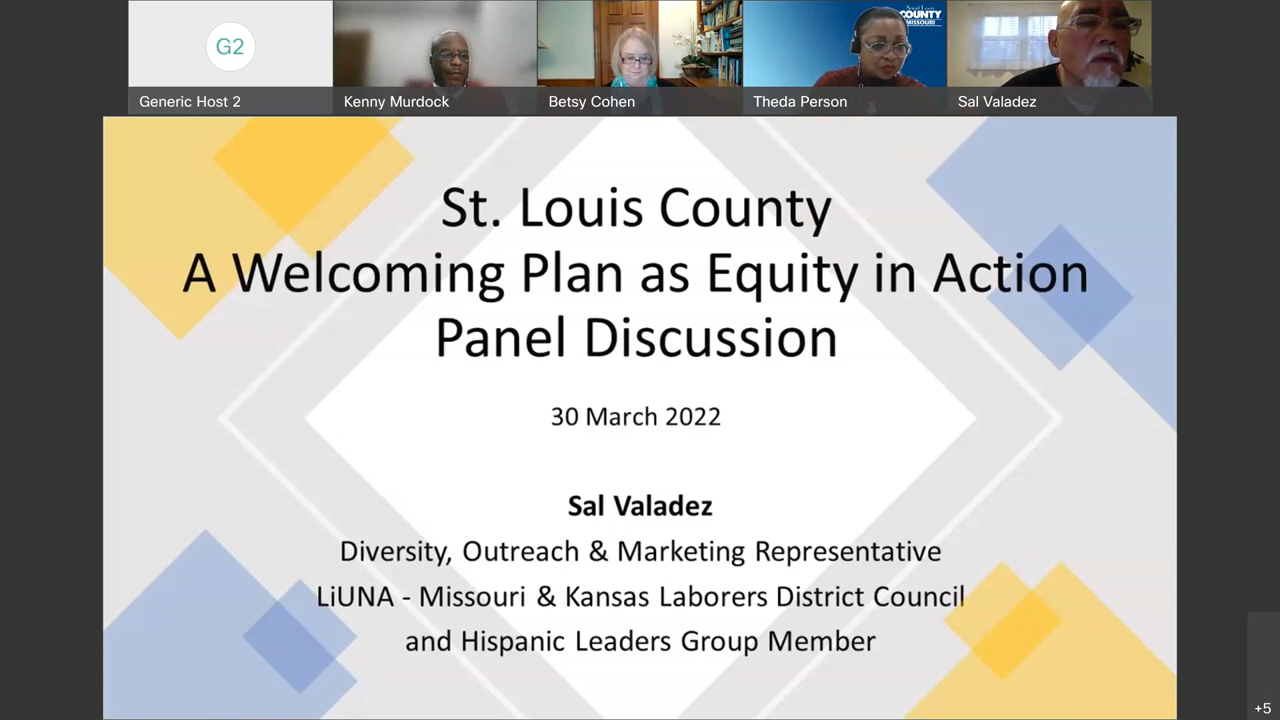 G2
Generic Host 2
Kenny Murdock
Betsy Cohen
Theda Person
COUNTY
MISSOURI
Sal Valadez
St. Louis County
A Welcoming Plan as Equity in Action
Panel Discussion
30 March 2022
Sal Valadez
Diversity, Outreach & Marketing Representative
LiUNA - Missouri & Kansas Laborers District Council
and Hispanic Leaders Group Member
+5